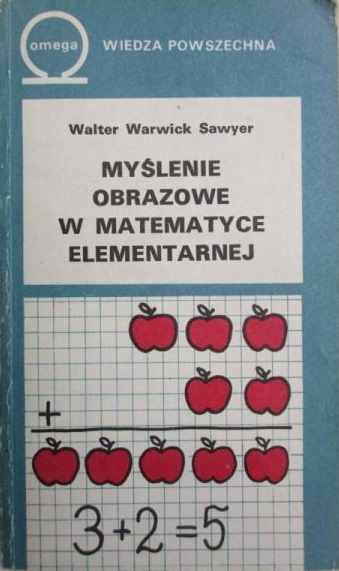 omega WIEDZA POWSZECHNA
Walter Warwick Sawyer
MYŚLENIE
OBRAZOWE
W MATEMATYCE
ELEMENTARNEJ
+
3+2=5